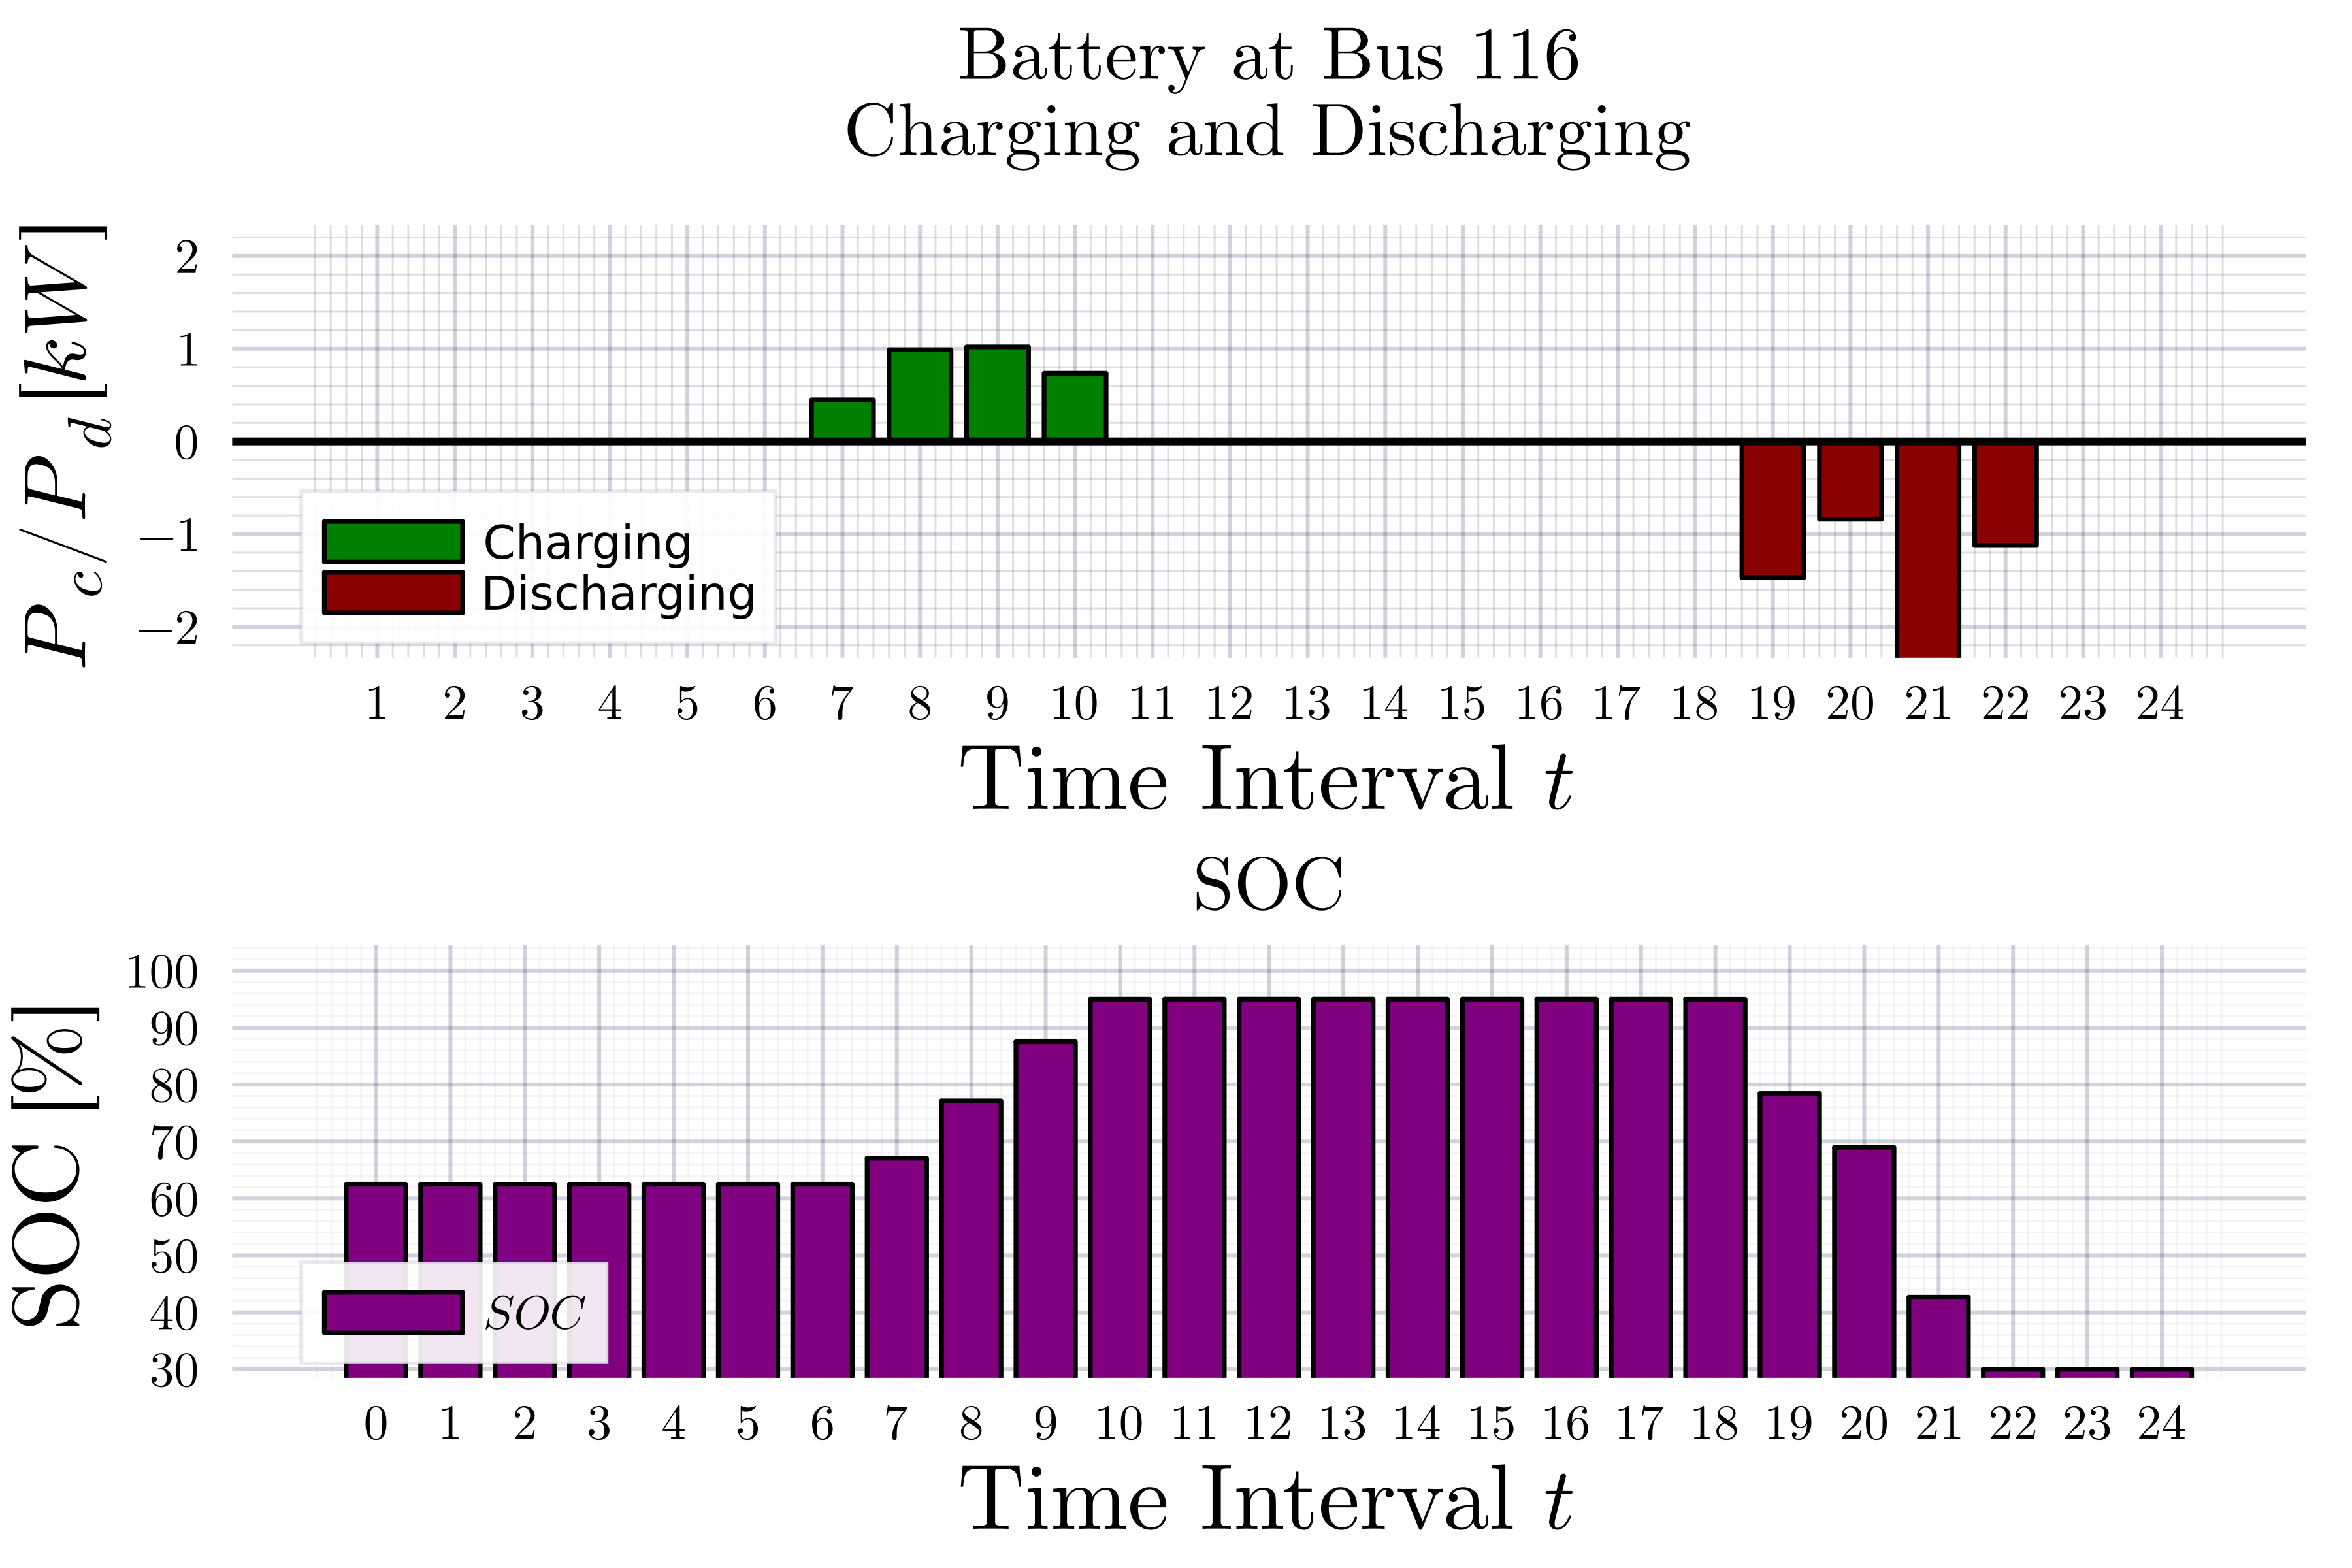 Battery at Bus 116
Charging and Discharging
P_c/P_d [kW]
2
1
0
−1
−2
Charging
Discharging
1 2 3 4 5 6 7 8 9 10 11 12 13 14 15 16 17 18 19 20 21 22 23 24
Time Interval t
SOC
SOC [%]
100
90
80
70
60
50
40
30
SOC
0 1 2 3 4 5 6 7 8 9 10 11 12 13 14 15 16 17 18 19 20 21 22 23 24
Time Interval t